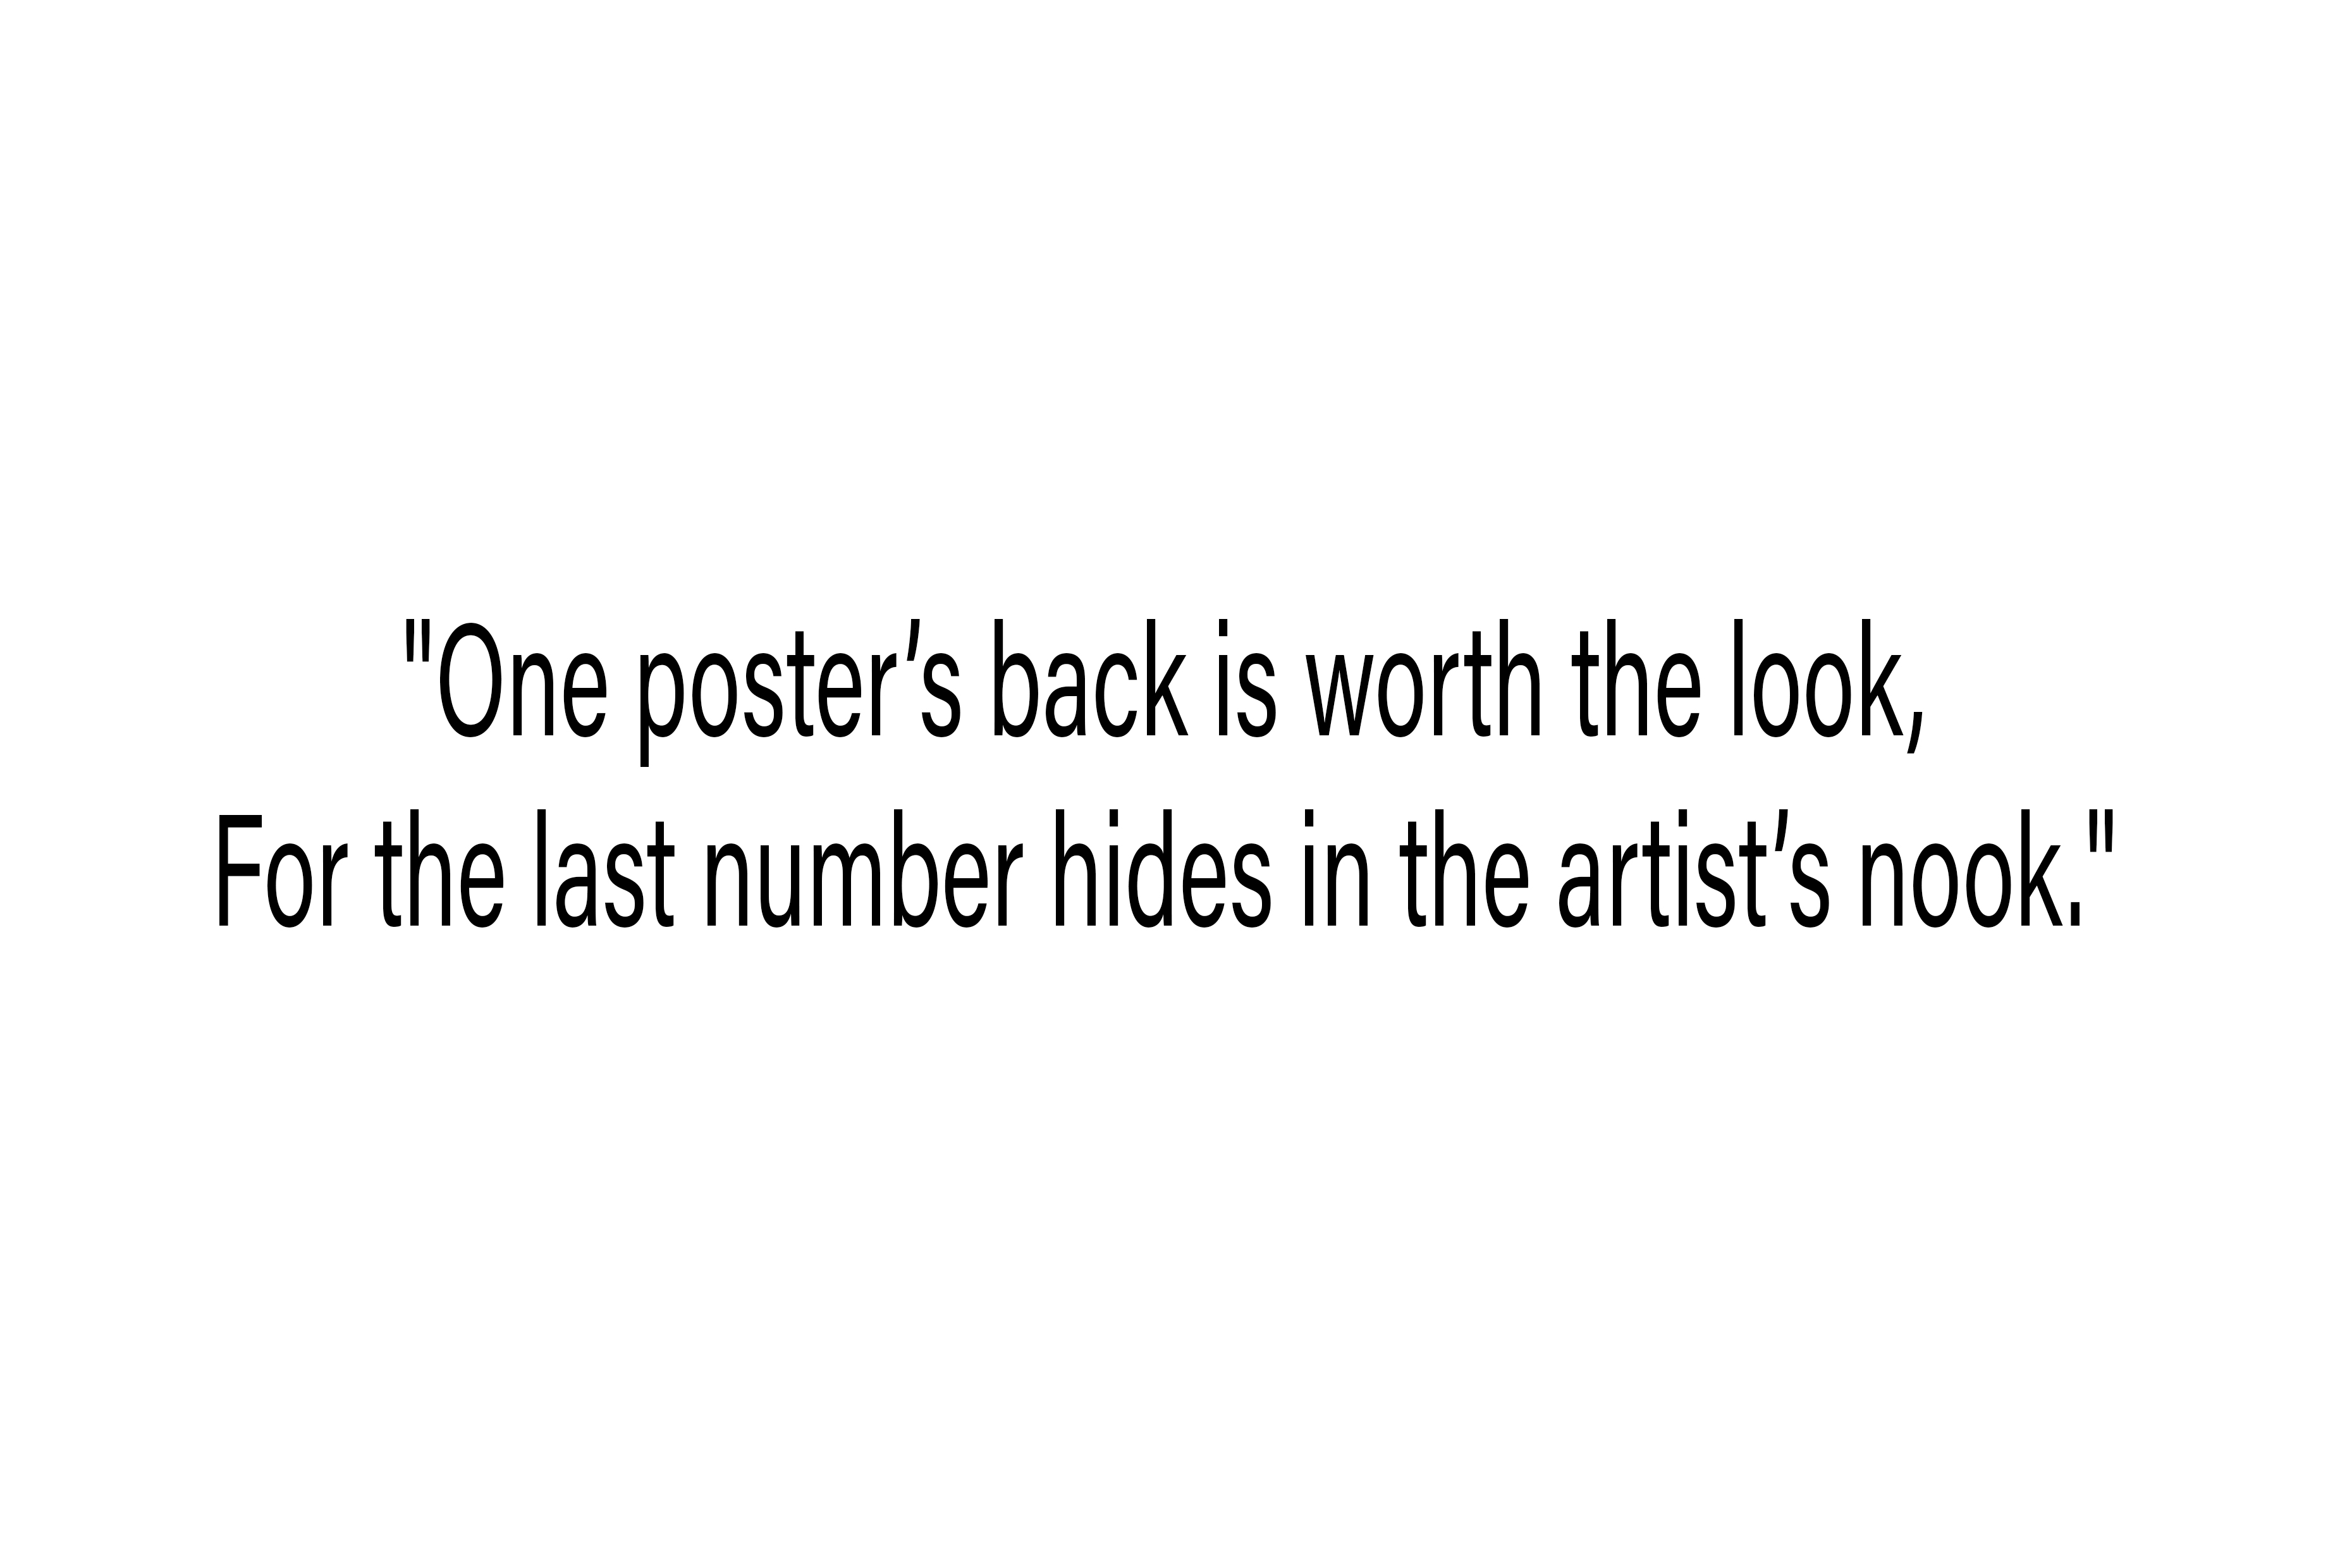 "One poster’s back is worth the look,
For the last number hides in the artist’s nook."